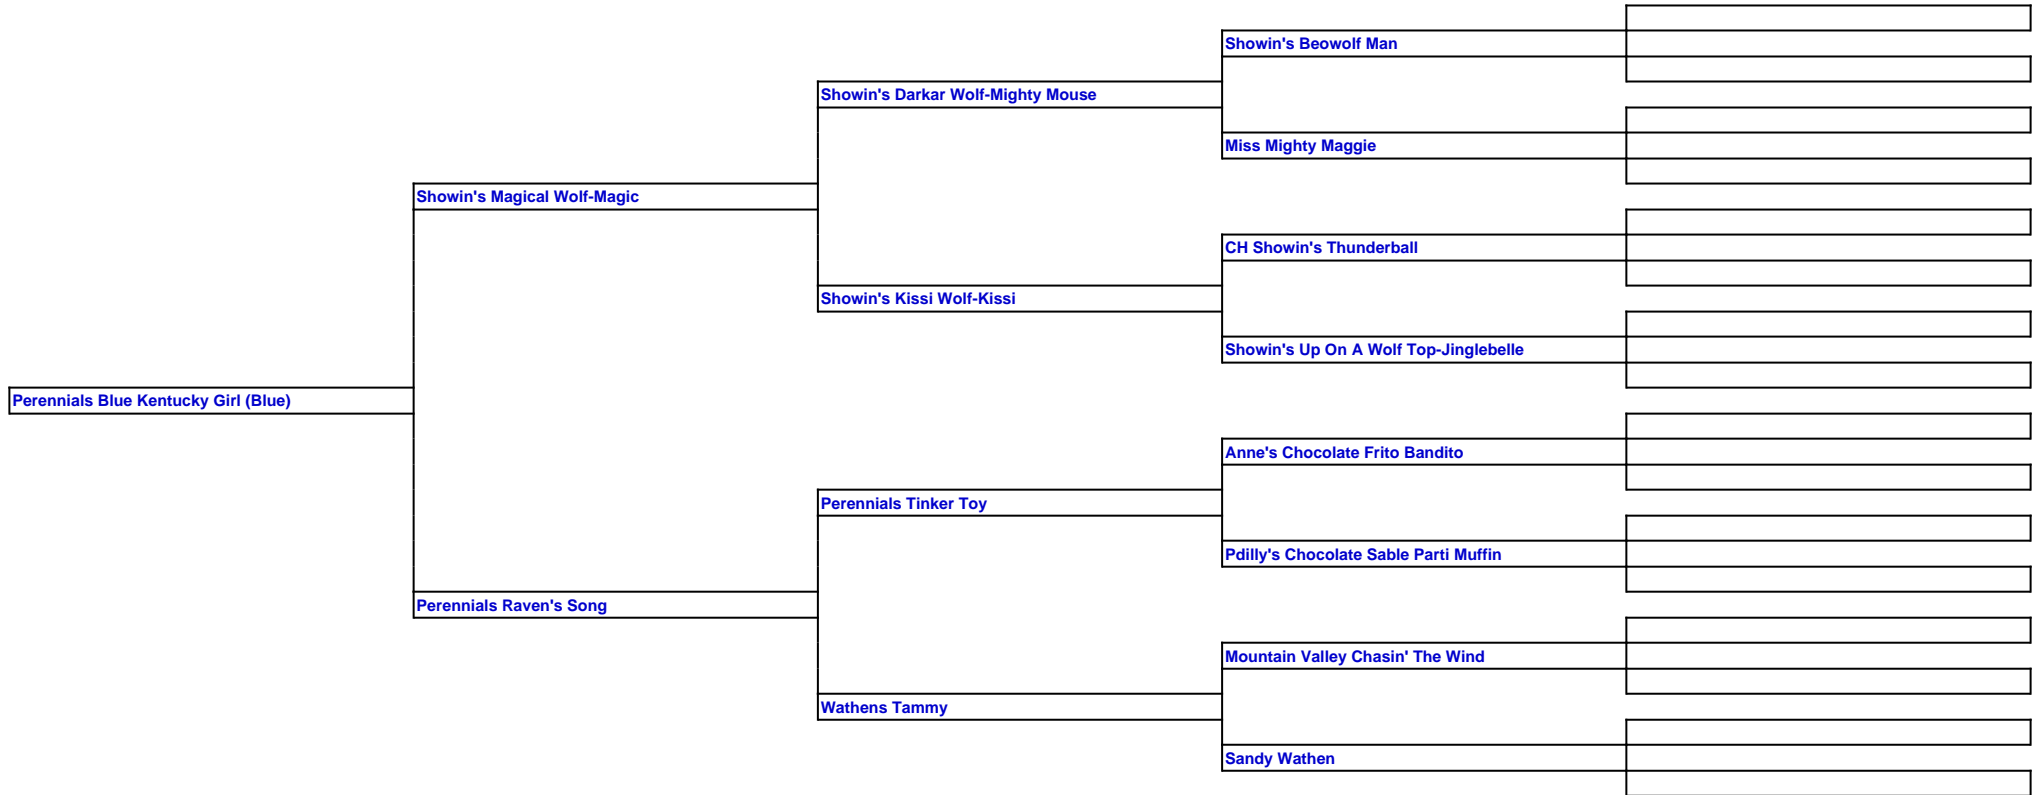 Showin's Beowolf Man
Showin's Darkar Wolf-Mighty Mouse
Miss Mighty Maggie
Showin's Magical Wolf-Magic
CH Showin's Thunderball
Showin's Kissi Wolf-Kissi
Showin's Up On A Wolf Top-Jinglebelle
Perennials Blue Kentucky Girl (Blue)
Anne's Chocolate Frito Bandito
Perennials Tinker Toy
Pdilly's Chocolate Sable Parti Muffin
Perennials Raven's Song
Mountain Valley Chasin' The Wind
Wathens Tammy
Sandy Wathen